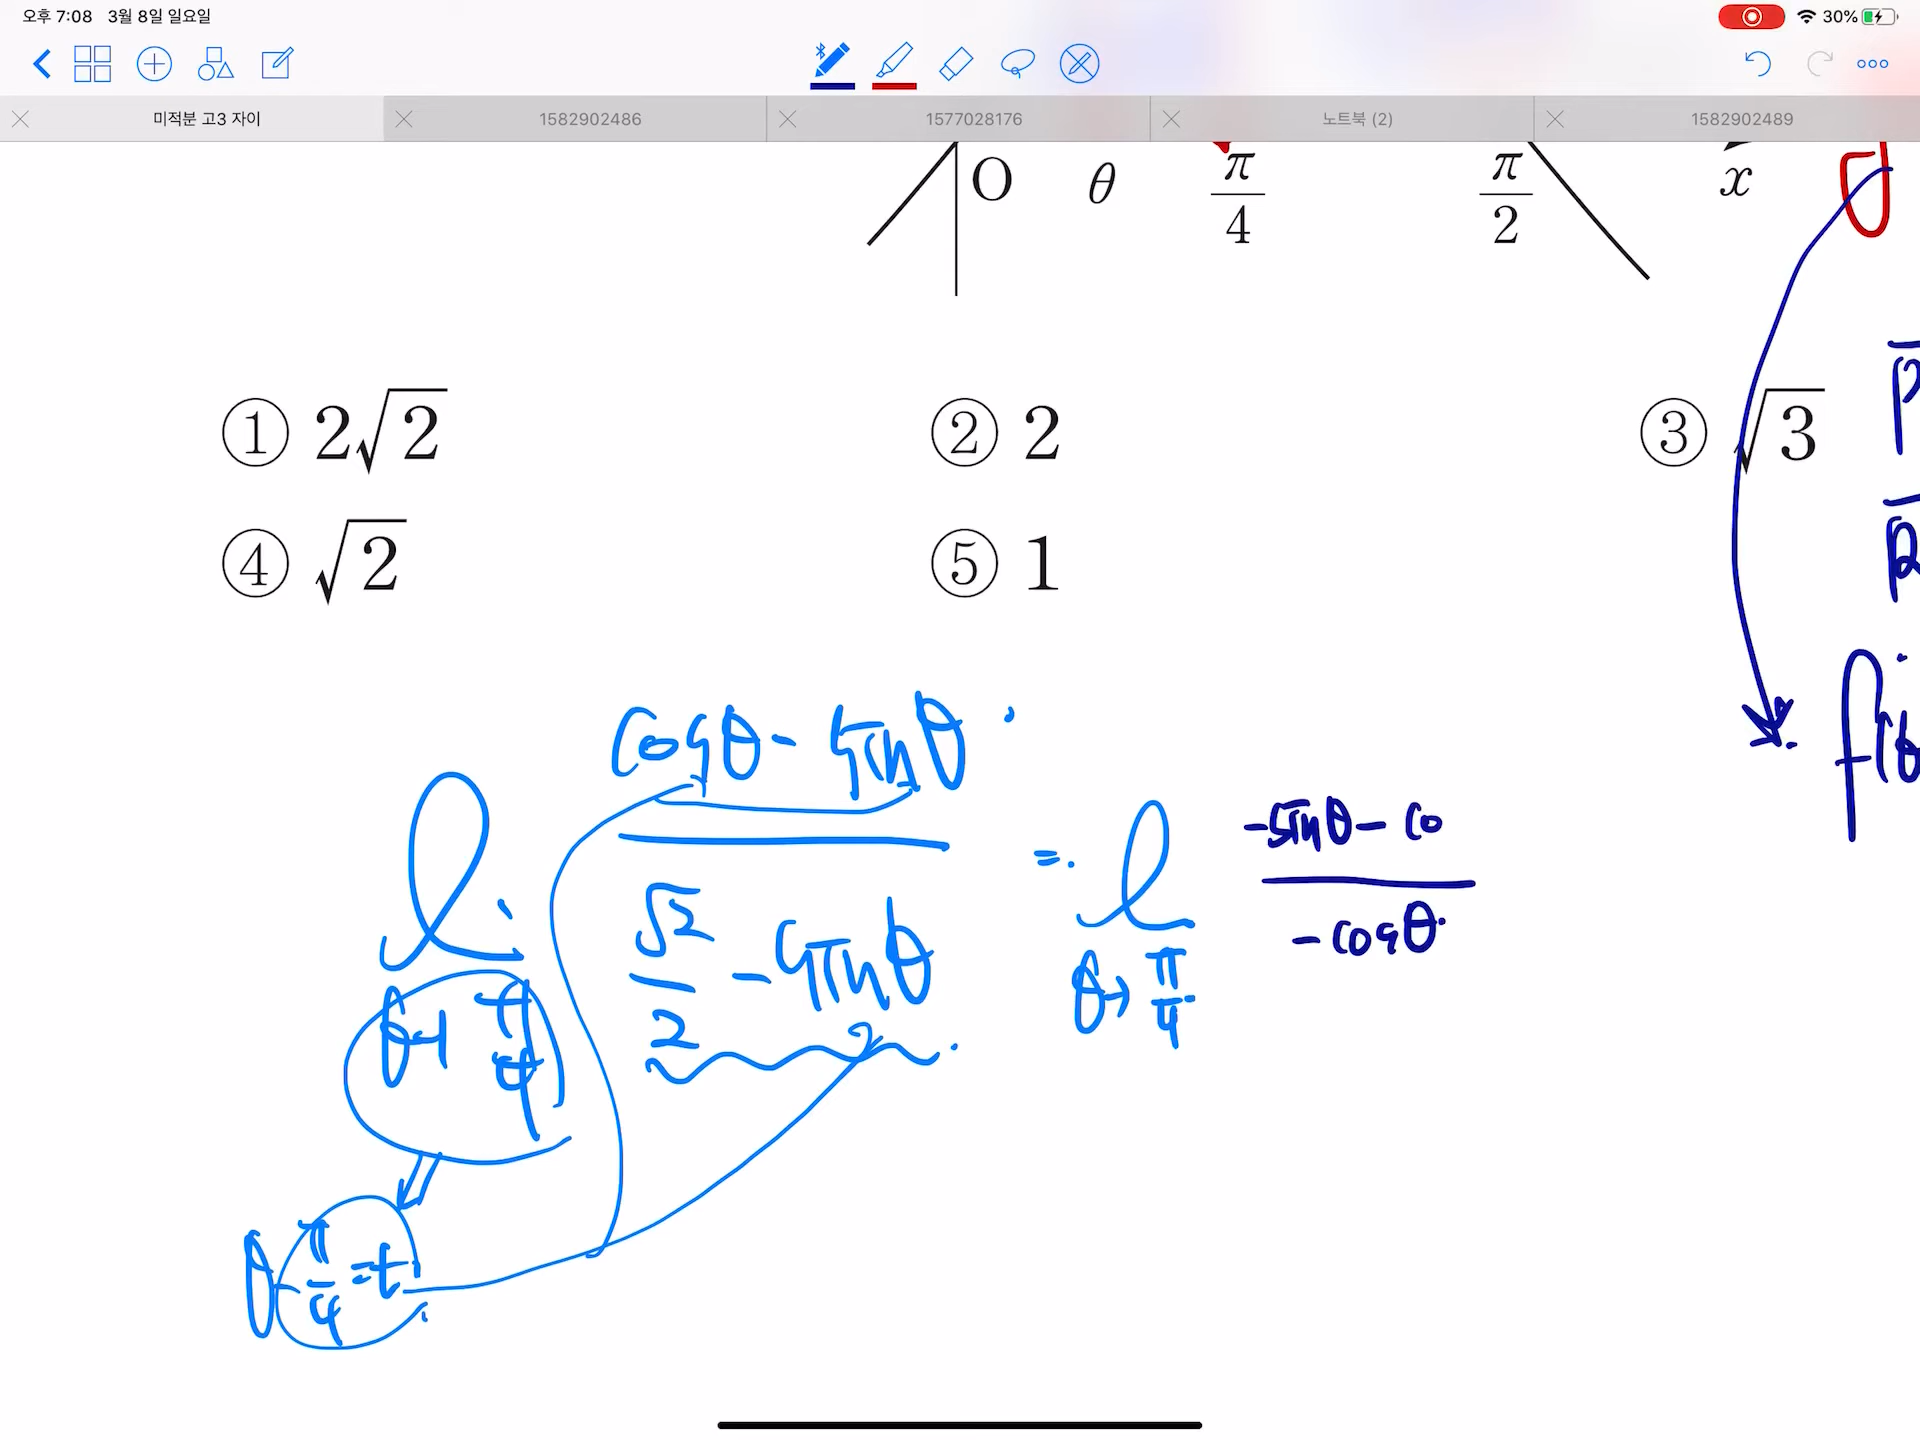 오후 7:08 3월 8일 일요일 30%
미적분 고3 자이 1582902486 1577028176 노트북 (2) 1582902489
O θ π/4 π/2 x
① 2√2 ② 2 ③ √3
④ √2 ⑤ 1
cosθ - sinθ
l θ→π/4 √2/2 - sinθ = l θ→π/4 -sinθ - co / -cosθ
θ - π/4 = t